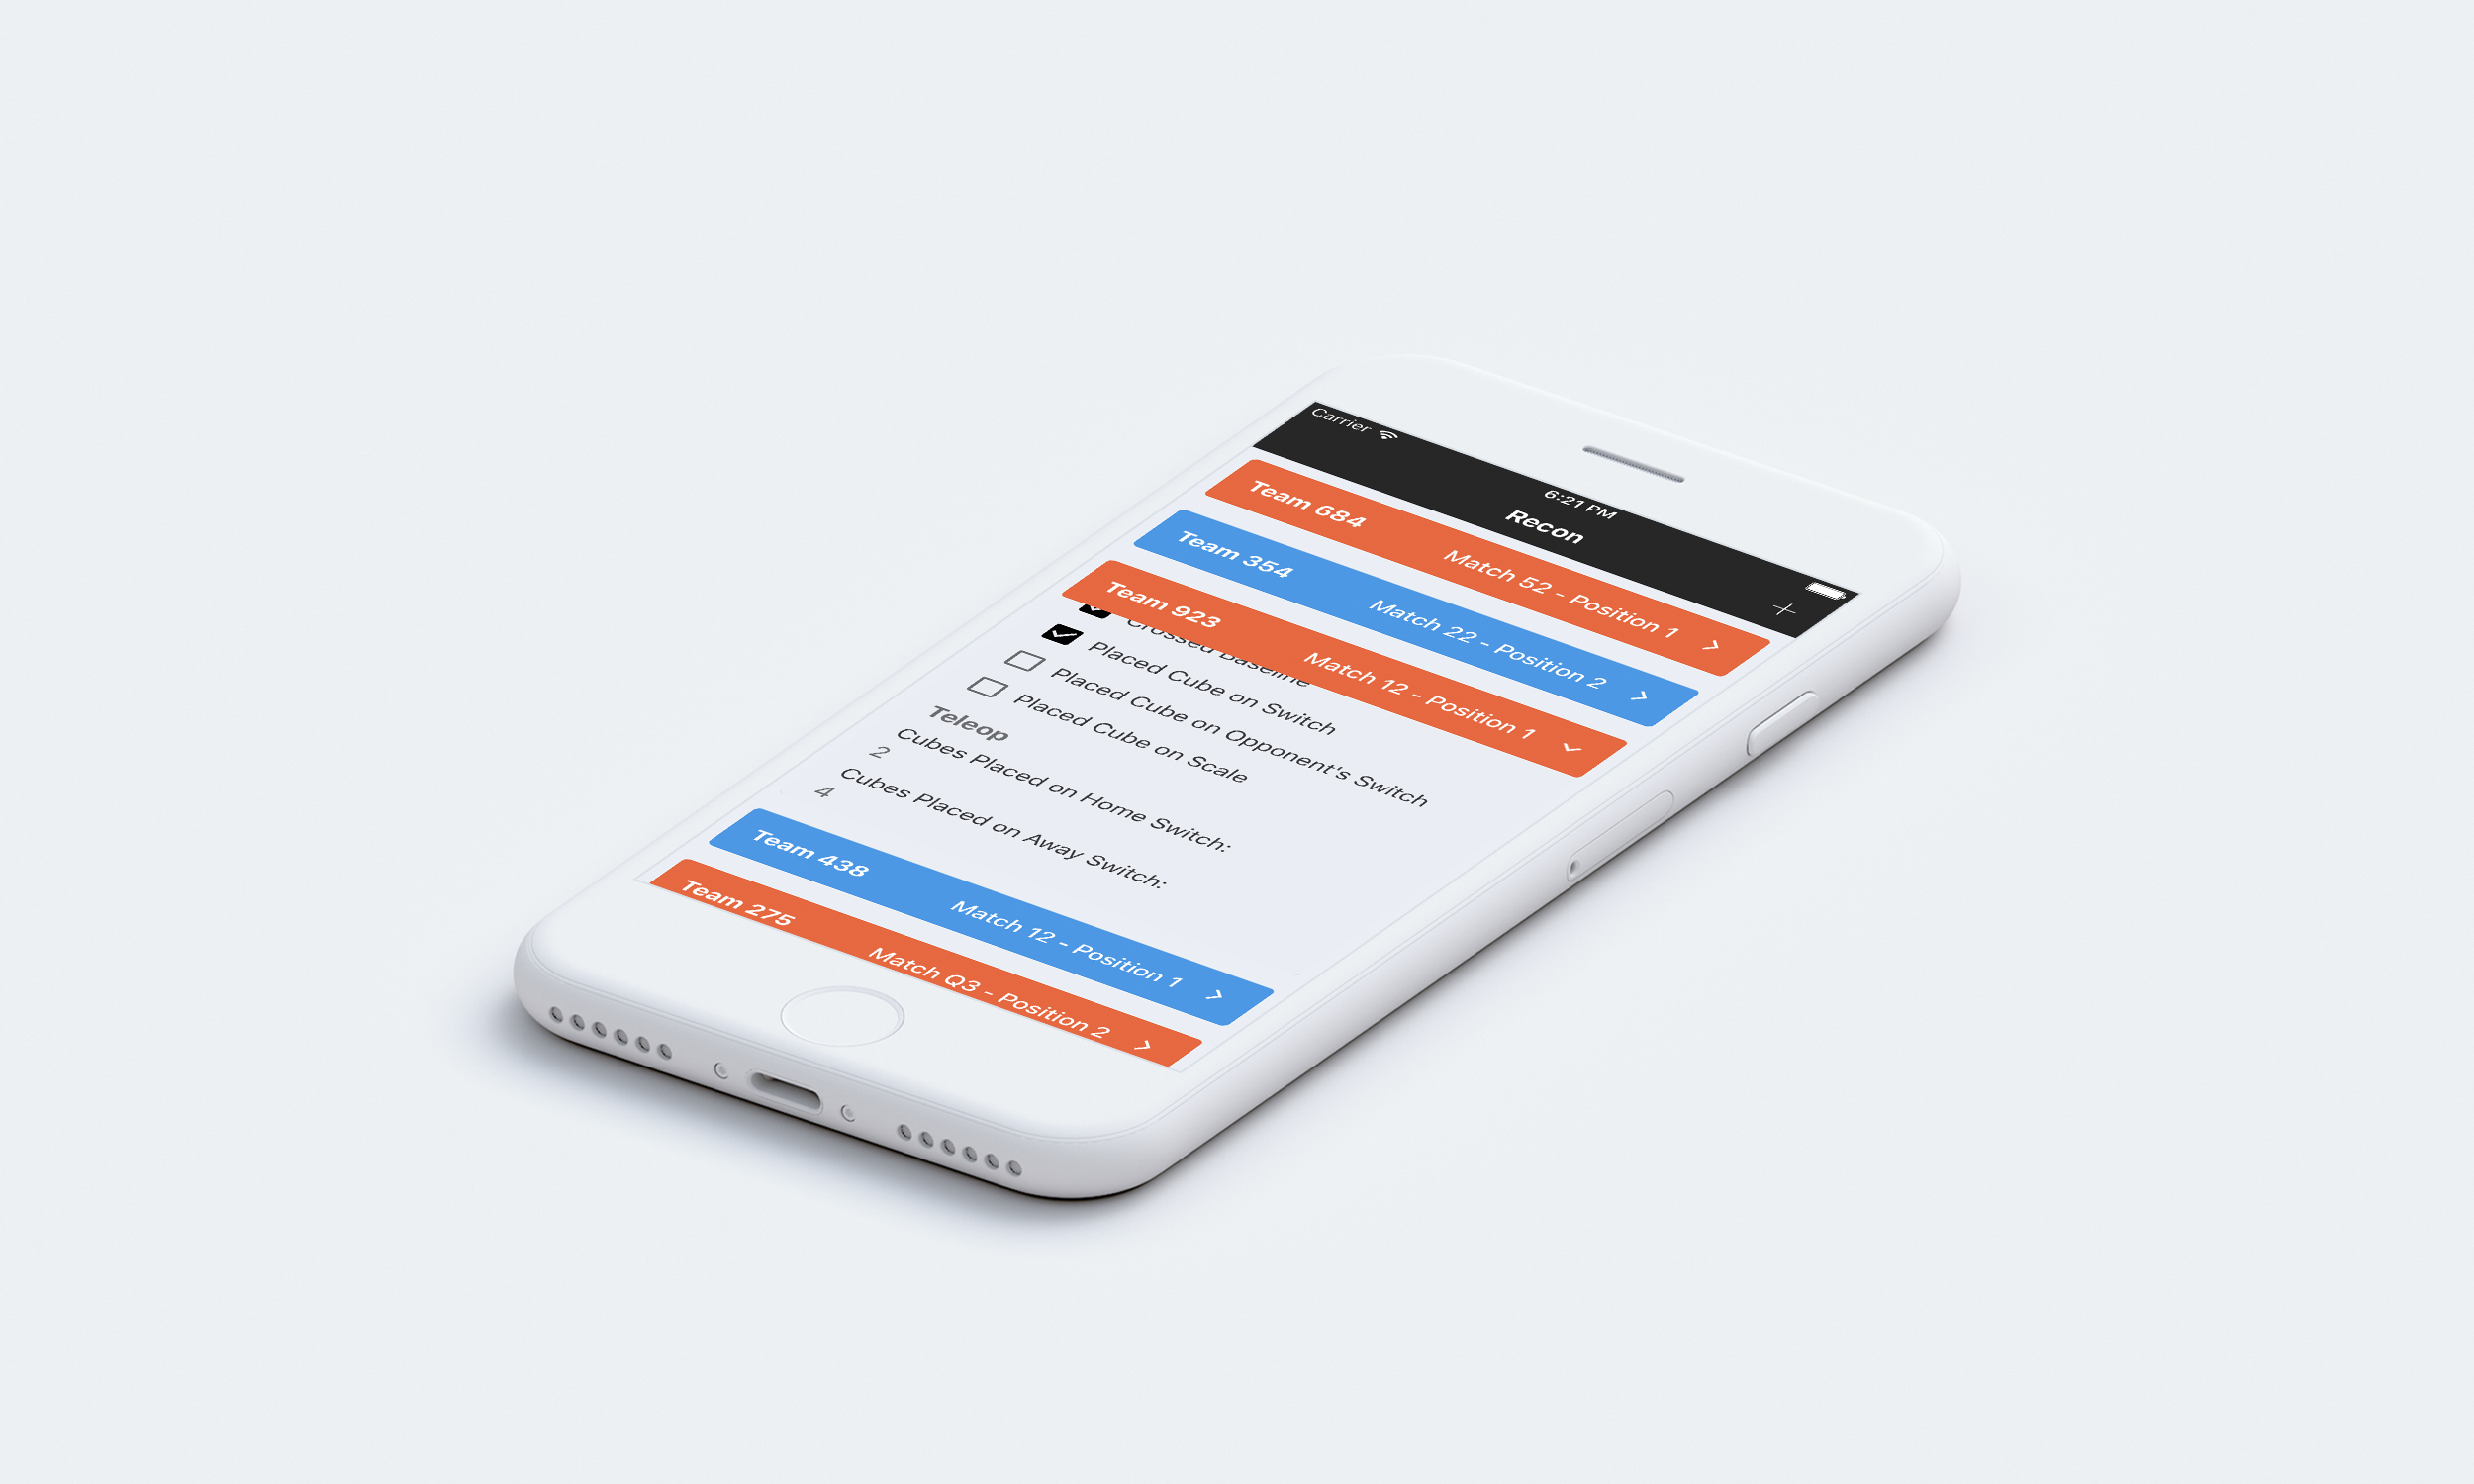 Carrier
6:21 PM
Recon
Team 684 Match 52 - Position 1
Team 354 Match 22 - Position 2
Team 923 Match 12 - Position 1
Crossed Baseline
Placed Cube on Switch
Placed Cube on Opponent's Switch
Placed Cube on Scale
Teleop
Cubes Placed on Home Switch:
2
Cubes Placed on Away Switch:
4
Team 438 Match 12 - Position 1
Team 275 Match Q3 - Position 2